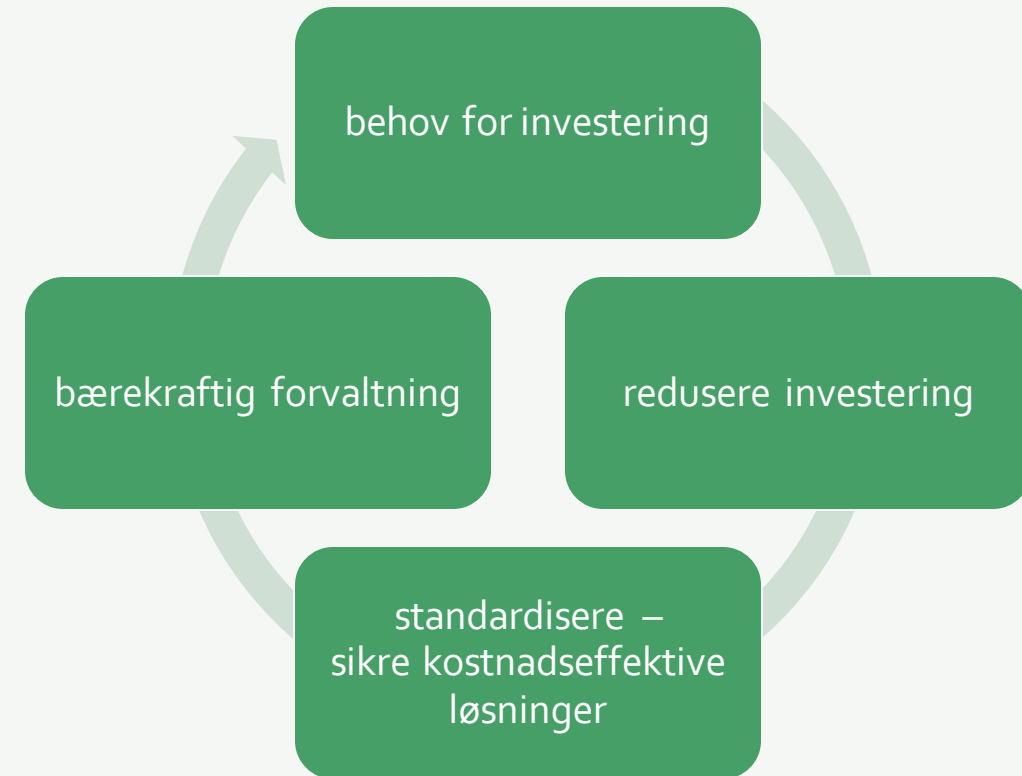 behov for investering
bærekraftig forvaltning
redusere investering
standardisere –
sikre kostnadseffektive
løsninger